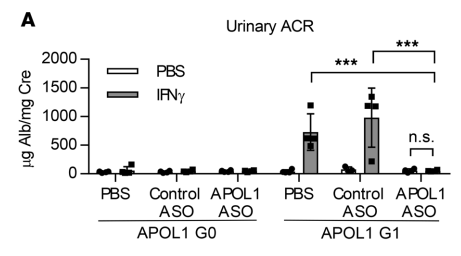 A
Urinary ACR
µg Alb/mg Cre
2000
1500
1000
500
0
PBS
IFNγ
***
***
n.s.
PBS Control ASO APOL1 ASO PBS Control ASO APOL1 ASO
APOL1 G0 APOL1 G1